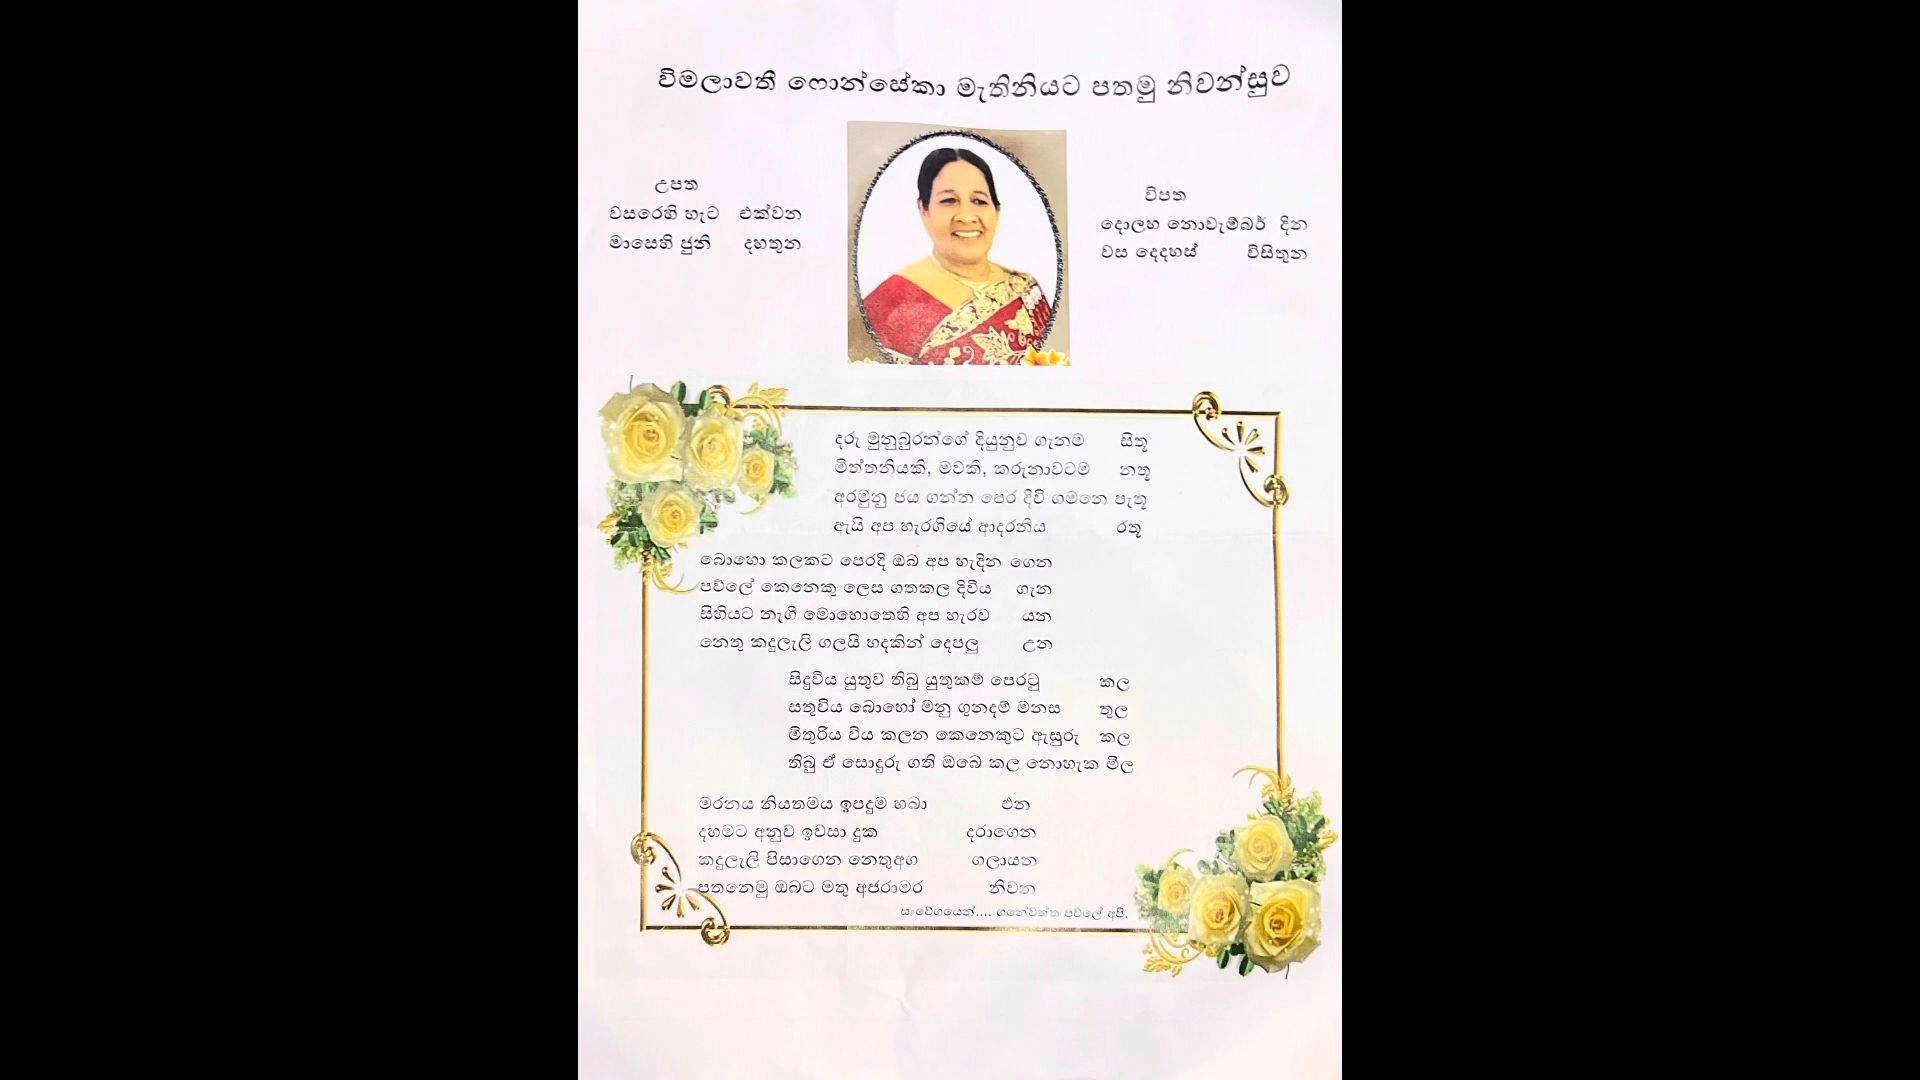 විමලාවතී ෆොන්සේකා මැතිනියට පතමු නිවන්සුව
උපත
වසරෙහි හැට එක්වන
මාසෙහි ජුනි දහතුන
විපත
දොලහ නොවැම්බර් දින
වස දෙදහස් විසිතුන
දරු මුනුබුරන්ගේ දියුනුව ගැනම සිතූ
මිත්තනියකි, මවකි, කරුනාවටම නතූ
අරමුනු ජය ගන්න පෙර දිවි ගමනෙ පැතූ
ඇයි අප හැරගියේ ආදරනීය රතූ
බොහො කලකට පෙරදි ඔබ අප හැදින ගෙන
පව්ලේ කෙනෙකු ලෙස ගතකල දිවිය ගැන
සිහියට නැගී මොහොතෙහි අප හැරව යන
නෙතු කදුලැලි ගලයි හදකින් දෙපලු උන
සිදුවිය යුතුව තිබු යුතුකම් පෙරටු කල
සතුවිය බොහෝ මනු ගුනදම් මනස තුල
මිතුරිය විය කලන කෙනෙකුට ඇසුරු කල
තිබු ඒ සොදුරු ගති ඔබෙ කල නොහැක මිල
මරනය නියතමය ඉපදුම හබා එන
දහමට අනුව ඉවසා දුක දරාගෙන
කදුලැලි පිසාගෙන නෙතුඅග ගලායන
පතනෙමු ඔබට මතු අජරාමර නිවන
සංවේගයෙන්.... ගනේවත්ත පව්ලේ අපි.